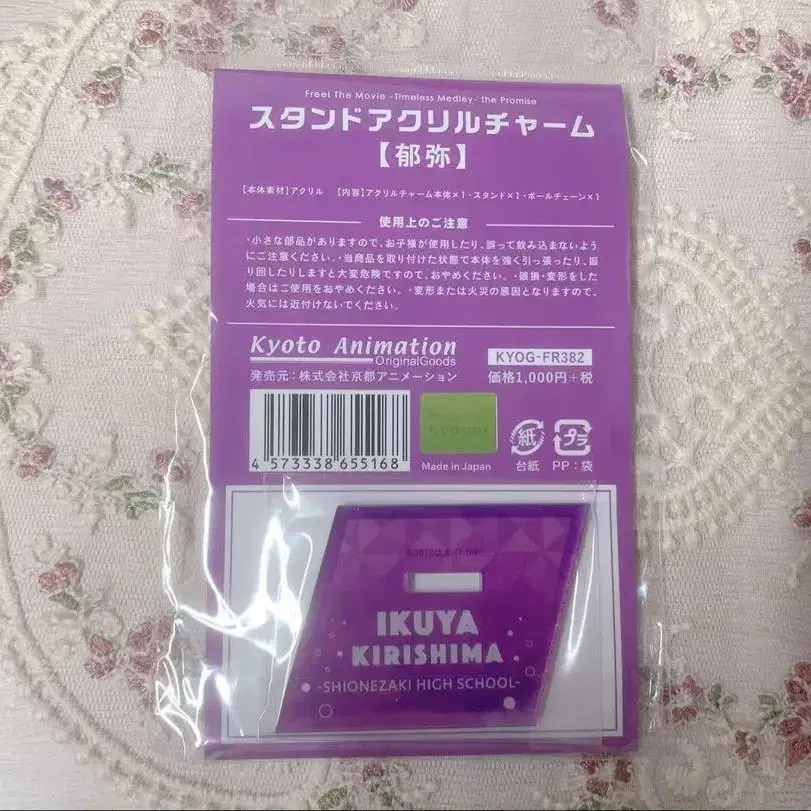 Free! The Movie -Timeless Medley- the Promise
スタンドアクリルチャーム
【郁弥】
【本体素材】アクリル 【内容】アクリルチャーム本体×1・スタンド×1・ボールチェーン×1
使用上のご注意
・小さな部品がありますので、お子様が使用したり、誤って飲み込まないよう
にご注意ください。・当商品を取り付けた状態で本体を強く引っ張ったり、振
り回したりしますと大変危険ですので、おやめください。・破損・変形をした
場合はご使用をおやめください。・変形または火災の原因となりますので、
火気には近付けないでください。
Kyoto Animation
OriginalGoods
KYOG-FR382
発売元：株式会社京都アニメーション
価格1,000円+税
4 573338 655168
Made in Japan
紙
台紙
プラ
PP：袋
IKUYA
KIRISHIMA
-SHIONEZAKI HIGH SCHOOL-